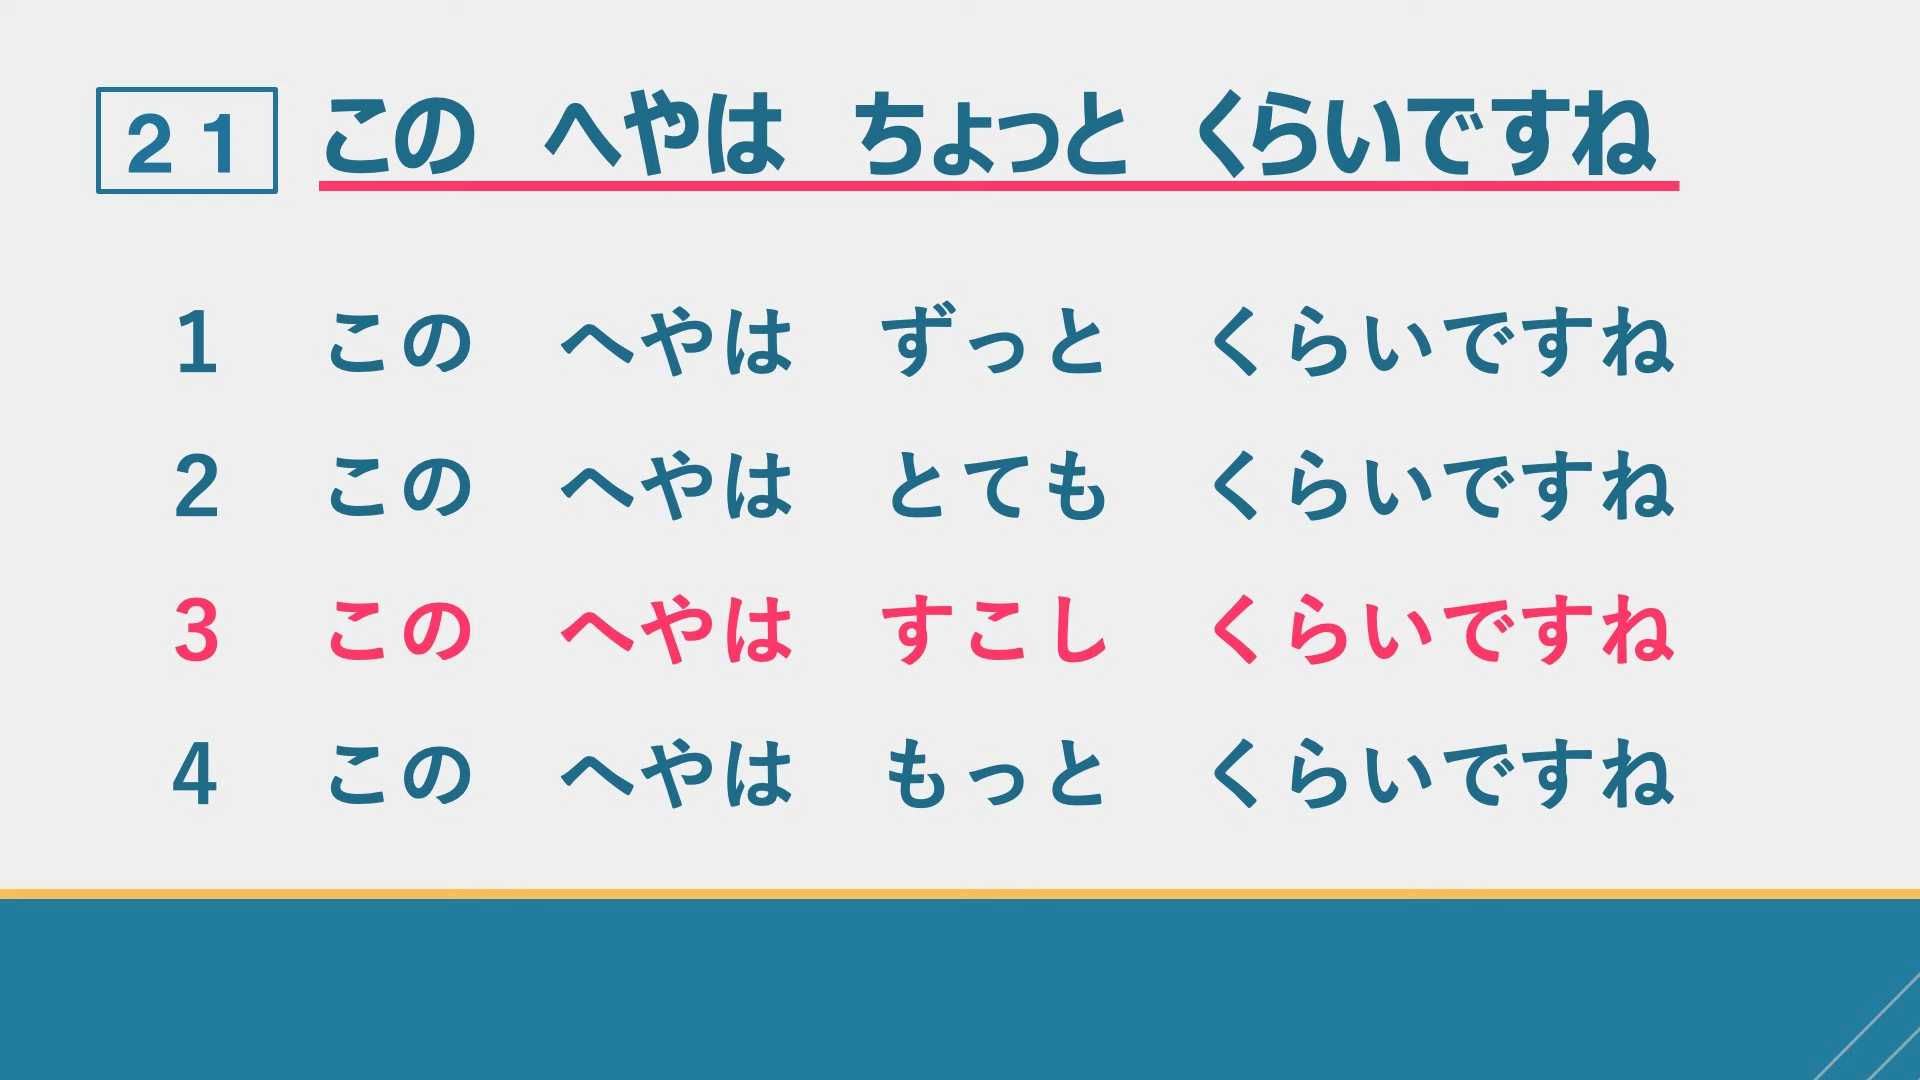 21 この へやは ちょっと くらいですね
1 この へやは ずっと くらいですね
2 この へやは とても くらいですね
3 この へやは すこし くらいですね
4 この へやは もっと くらいですね